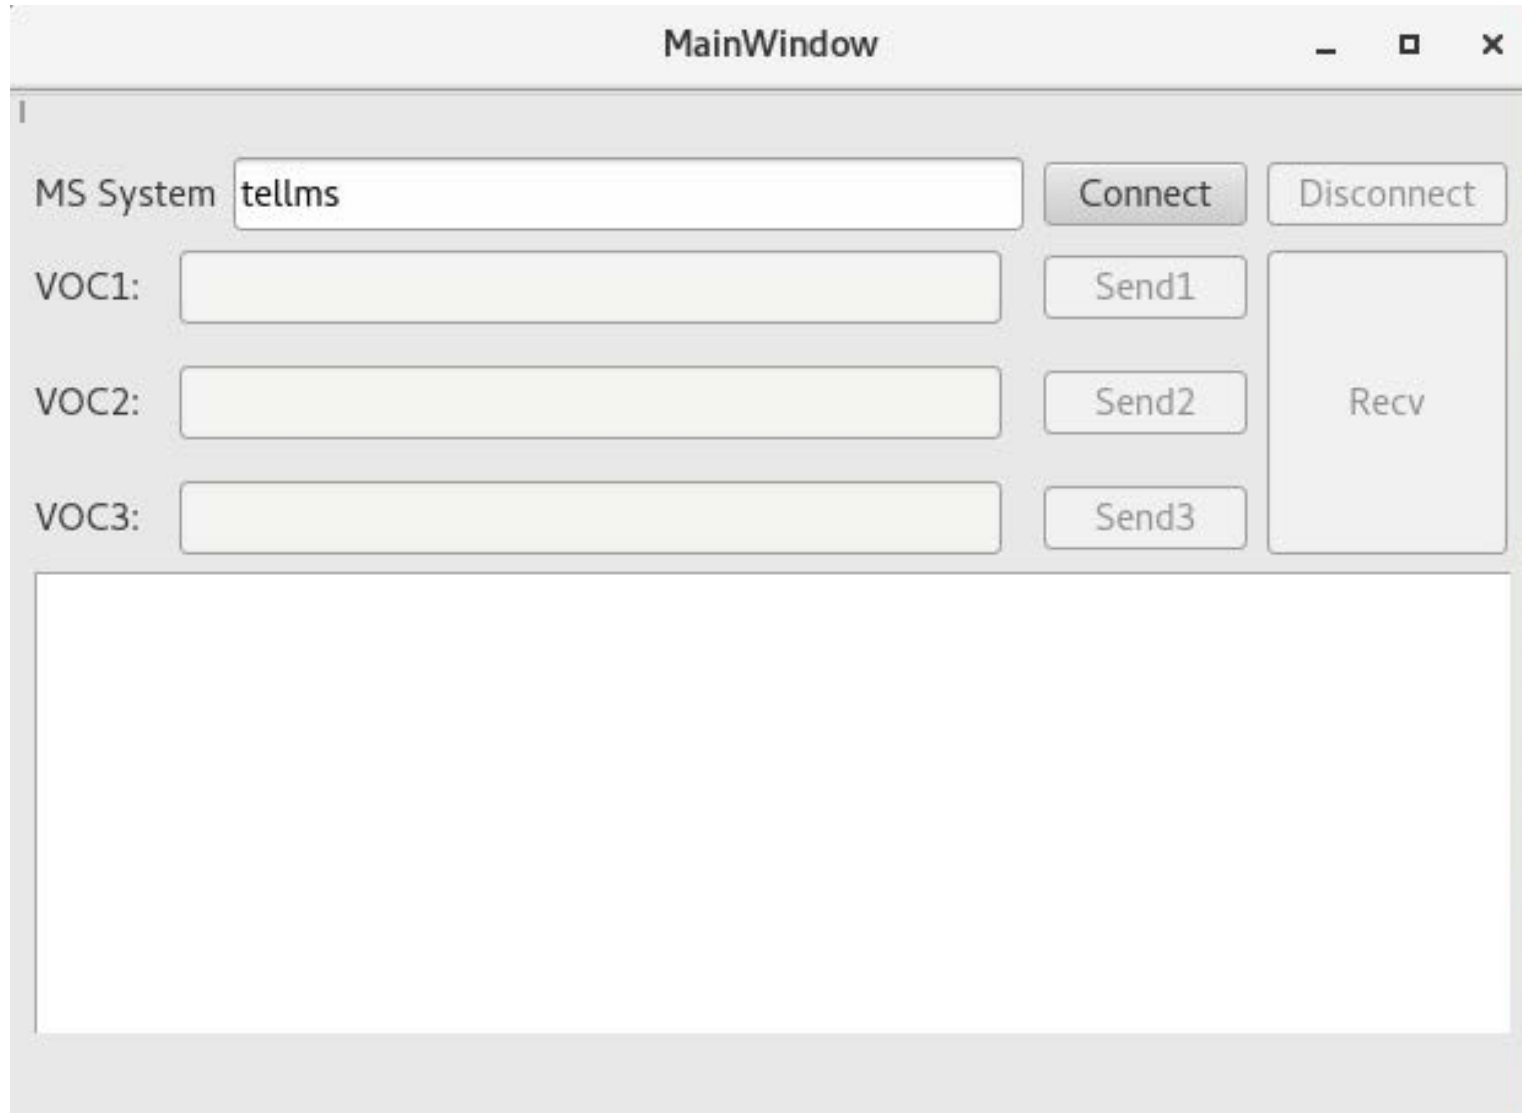 MainWindow
MS System tellms Connect Disconnect
VOC1: Send1
VOC2: Send2 Recv
VOC3: Send3